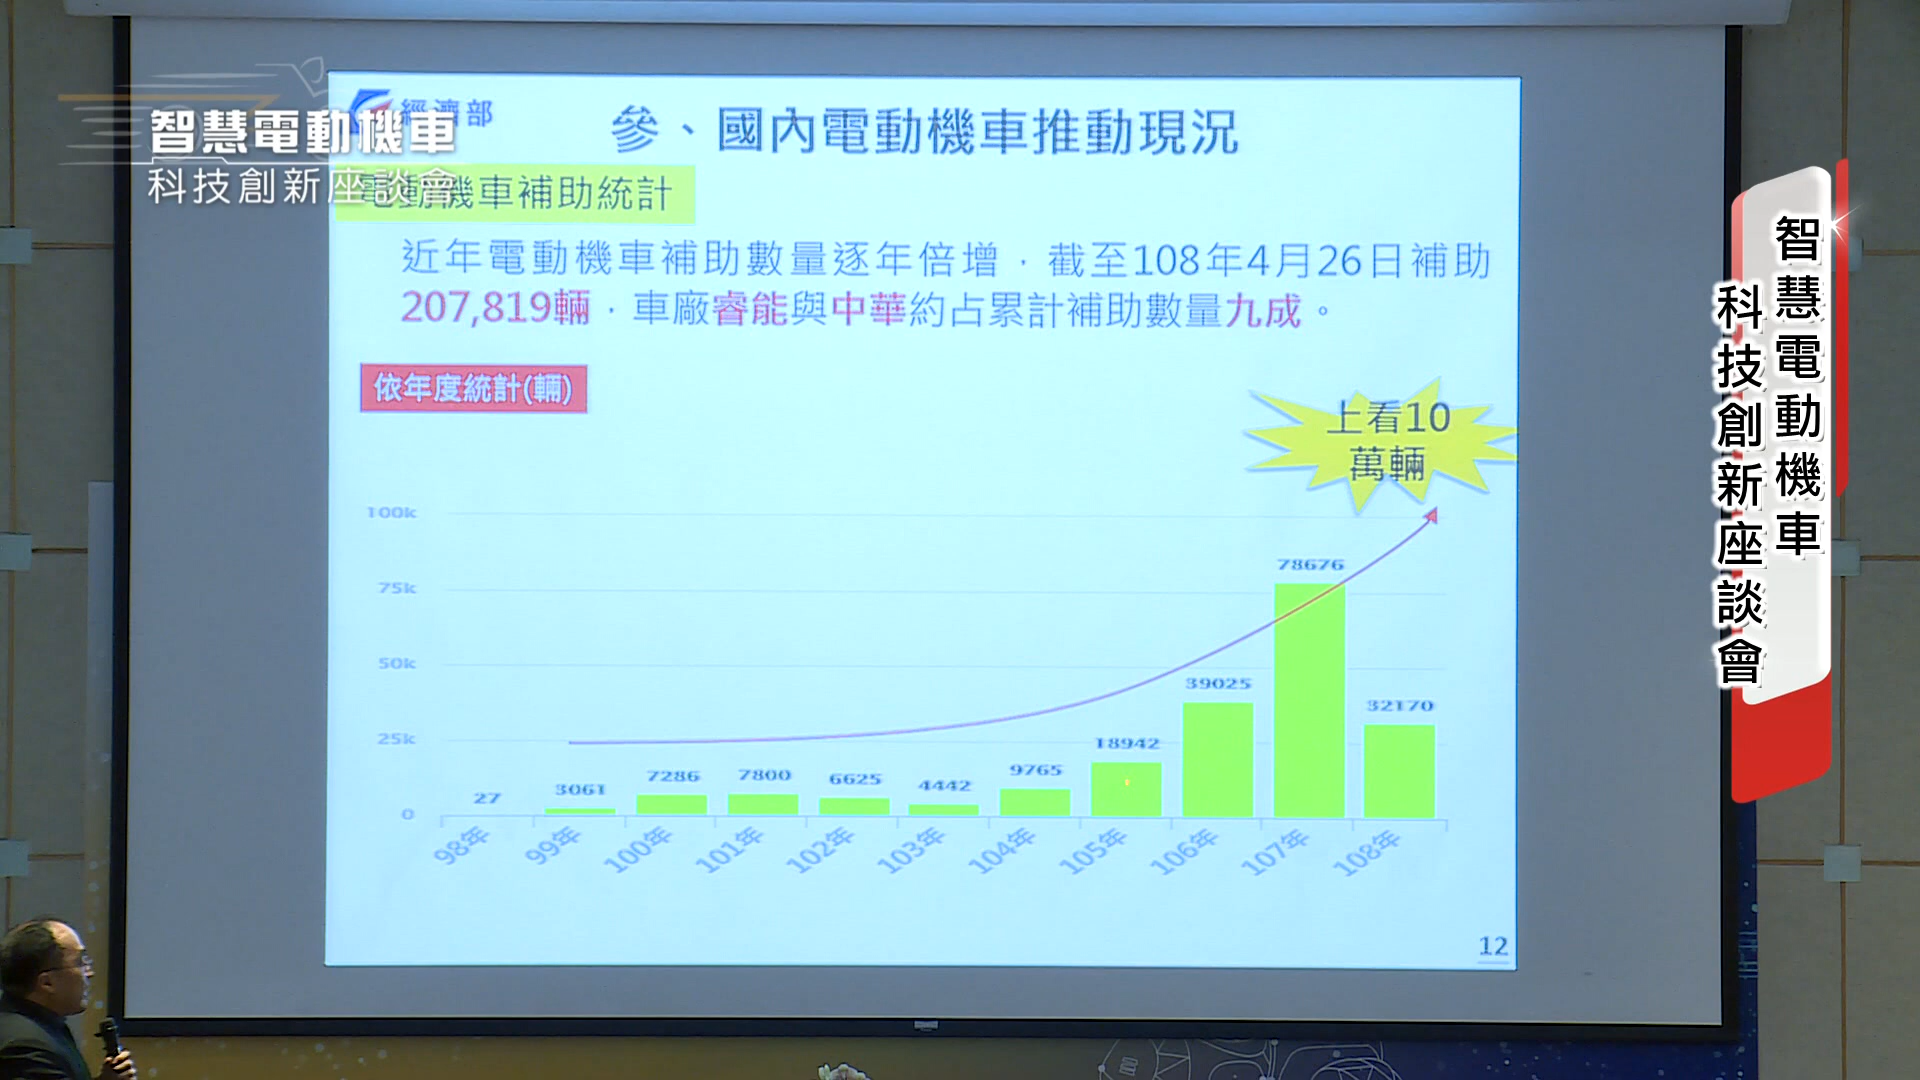 智慧電動機車
科技創新座談會
經濟部
參、國內電動機車推動現況
電動機車補助統計
近年電動機車補助數量逐年倍增，截至108年4月26日補助
207,819輛，車廠睿能與中華約占累計補助數量九成。
依年度統計(輛)
上看10
萬輛
100k
75k
50k
25k
0
27
3061
7286
7800
6625
4442
9765
18942
39025
78676
32170
98年
99年
100年
101年
102年
103年
104年
105年
106年
107年
108年
12
智慧電動機車
科技創新座談會